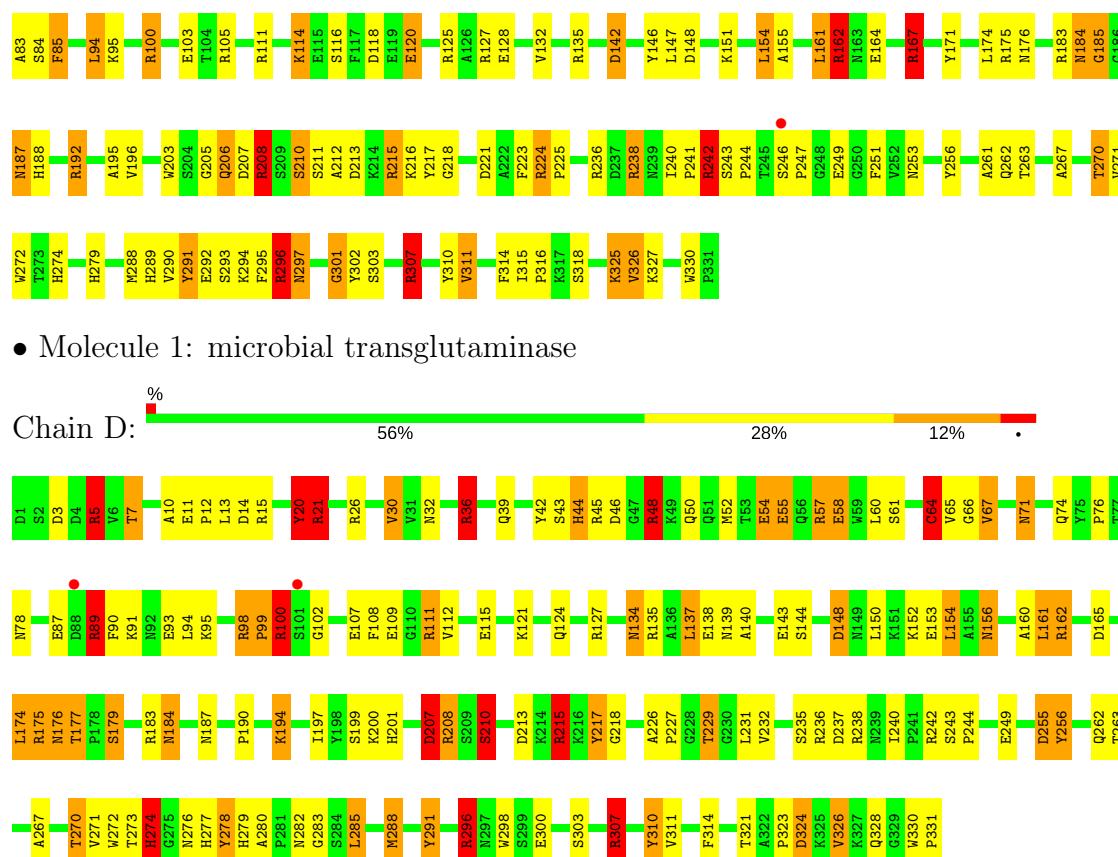 A83 S84 F85 L94 K95 R100 E103 T104 R105 R111 K114 E115 S116 F117 D118 E119 E120 R125 A126 R127 E128 V132 R135 D142 Y146 L147 D148 K151 L154 A155 L161 R162 N163 E164 R167 Y171 L174 R175 N176 R183 N184 G185 G186
N187 H188 R192 A195 V196 W203 S204 G205 Q206 D207 R208 S209 S210 S211 A212 D213 K214 R215 K216 Y217 G218 D221 A222 F223 R224 P225 R236 D237 R238 N239 I240 P241 R242 S243 P244 T245 S246 P247 G248 E249 G250 F251 V252 N253 Y256 A261 Q262 T263 A267 T270 V271
W272 T273 H274 H279 M288 H289 V290 Y291 E292 S293 K294 F295 R296 N297 G301 Y302 S303 R307 Y310 V311 F314 I315 P316 K317 S318 K325 V326 K327 W330 P331
• Molecule 1: microbial transglutaminase
%
Chain D:
56% 28% 12% •
D1 S2 D3 D4 R5 V6 T7 A10 E11 P12 L13 D14 R15 Y20 R21 R26 V30 V31 N32 R36 Q39 Y42 S43 H44 R45 D46 G47 R48 K49 Q50 Q51 M52 T53 E54 E55 Q56 R57 E58 W59 L60 S61 C64 V65 G66 V67 N71 Q74 Y75 P76 T77
N78 E87 D88 R89 F90 K91 N92 E93 L94 K95 R98 P99 R100 S101 G102 E107 F108 E109 G110 R111 V112 E115 K121 Q124 R127 N134 R135 A136 L137 E138 N139 A140 E143 S144 D148 N149 L150 K151 K152 E153 L154 A155 N156 A160 L161 R162 D165
L174 R175 N176 T177 P178 S179 R183 N184 N187 P190 K194 I197 Y198 S199 K200 H201 D207 R208 S209 S210 D213 K214 R215 K216 Y217 G218 A226 P227 G228 T229 G230 L231 V232 S235 R236 D237 R238 N239 I240 P241 R242 S243 P244 E249 D255 Y256 Q262 T263
A267 T270 V271 W272 T273 H274 G275 N276 H277 Y278 H279 A280 P281 N282 G283 S284 L285 M288 Y291 R296 N297 W298 S299 E300 S303 R307 Y310 V311 F314 T321 A322 P323 D324 K325 V326 K327 Q328 G329 W330 P331